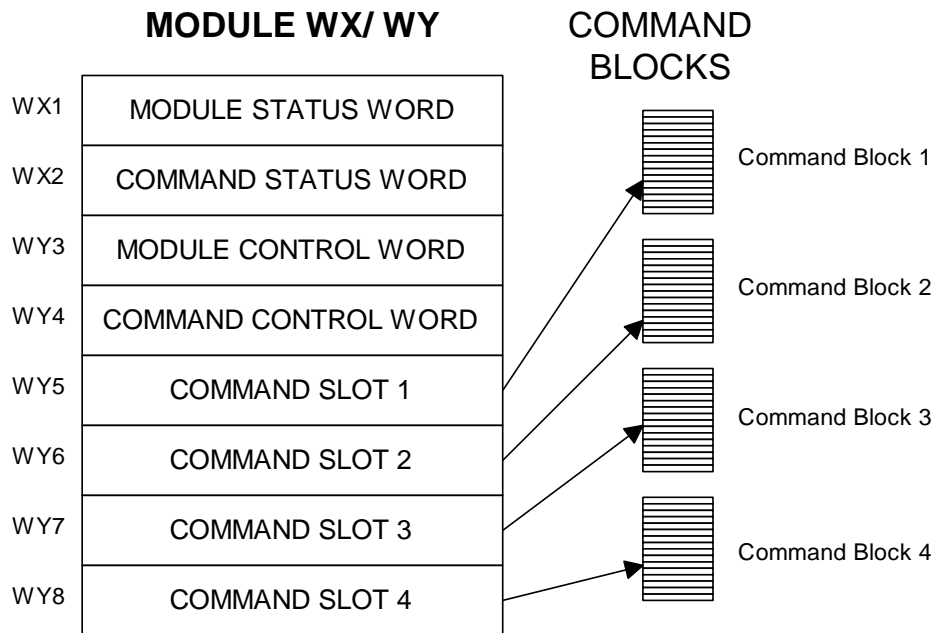 MODULE WX/ WY
COMMAND
BLOCKS
WX1
MODULE STATUS WORD
WX2
COMMAND STATUS WORD
WY3
MODULE CONTROL WORD
WY4
COMMAND CONTROL WORD
WY5
COMMAND SLOT 1
WY6
COMMAND SLOT 2
WY7
COMMAND SLOT 3
WY8
COMMAND SLOT 4
Command Block 1
Command Block 2
Command Block 3
Command Block 4